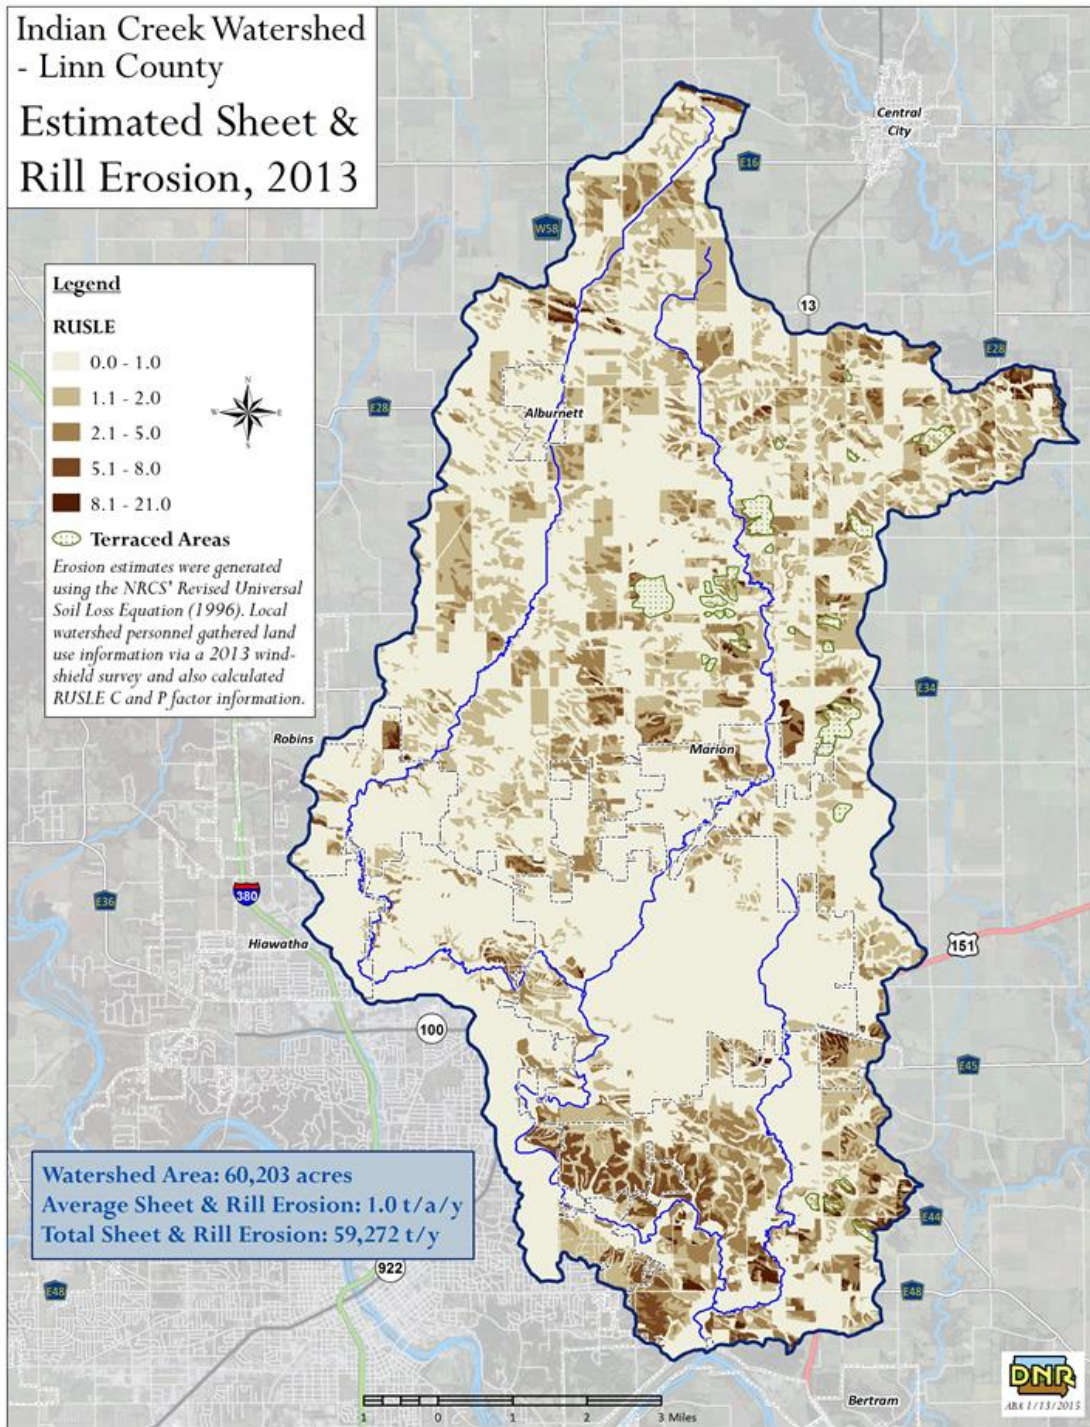 Indian Creek Watershed
- Linn County
Estimated Sheet &
Rill Erosion, 2013
Central
City
E16
W58
13
E28
E28
Legend
RUSLE
0.0 - 1.0
1.1 - 2.0
2.1 - 5.0
5.1 - 8.0
8.1 - 21.0
Terraced Areas
Erosion estimates were generated
using the NRCS' Revised Universal
Soil Loss Equation (1996). Local
watershed personnel gathered land
use information via a 2013 wind-
shield survey and also calculated
RUSLE C and P factor information.
N
W
E
S
Alburnett
E34
Robins
Marion
E36
380
Hiawatha
151
100
E45
Watershed Area: 60,203 acres
Average Sheet & Rill Erosion: 1.0 t/a/y
Total Sheet & Rill Erosion: 59,272 t/y
E44
922
E48
E48
Bertram
1 0 1 2 3 Miles
DNR
ABA 1/13/2015